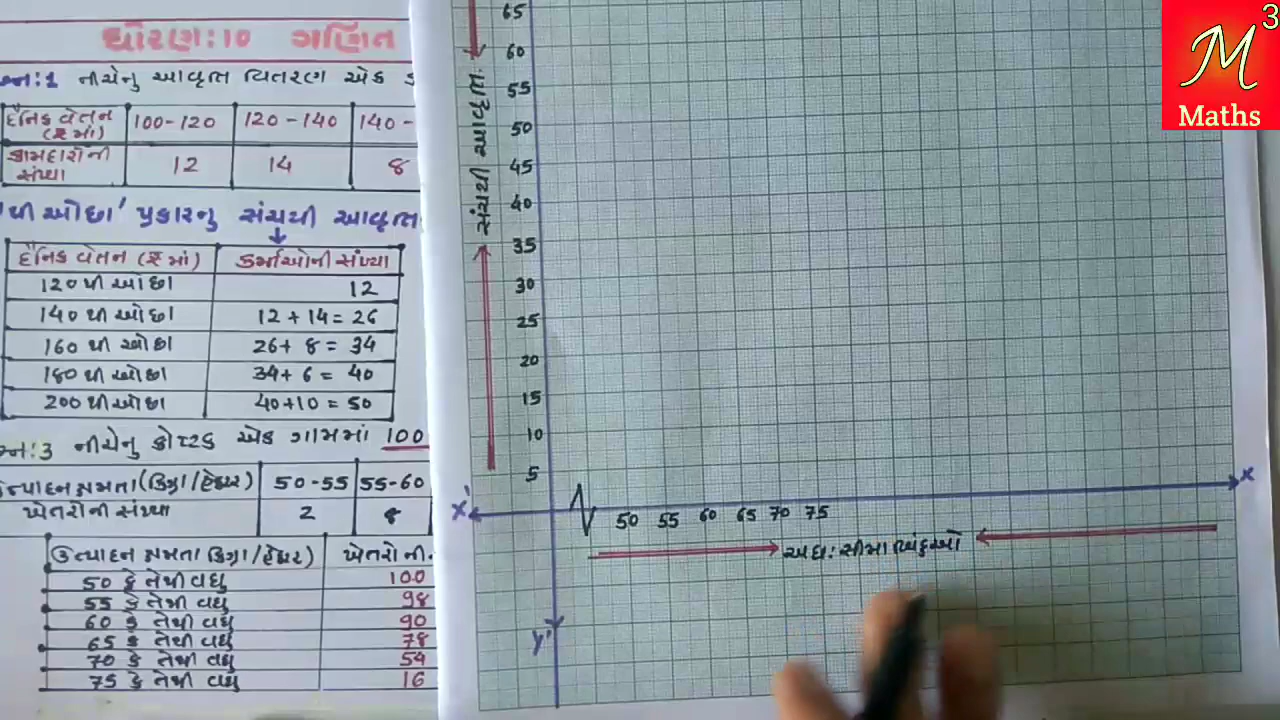 ધોરણ:10 ગણિત
ન:1 નીચેનુ આવૃત્તિ વિતરણ એક
દૈનિક વેતન (₹માં) 100-120 120-140 140-
કામદારોની સંખ્યા 12 14 8
થી ઓછા' પ્રકારનુ સંચયી આવૃત્તિ
દૈનિક વેતન (₹માં) કર્મીઓની સંખ્યા
120 થી ઓછા 12
140 થી ઓછા 12+14=26
160 થી ઓછા 26+8=34
180 થી ઓછા 34+6=40
200 થી ઓછા 40+10=50
ન:3 નીચેનુ કોષ્ટક એક ગામમાં 100
ઉત્પાદન ક્ષમતા(કિગ્રા/હેક્ટર) 50-55 55-60
ખેતરોની સંખ્યા 2 8
ઉત્પાદન ક્ષમતા કિગ્રા/હેક્ટર) ખેતરોની
50 કે તેથી વધુ 100
55 કે તેથી વધુ 98
60 કે તેથી વધુ 90
65 કે તેથી વધુ 78
70 કે તેથી વધુ 54
75 કે તેથી વધુ 16
65
60
55
50
45
40
35
30
25
20
15
10
5
સંચયી આવૃત્તિ
X' X
50 55 60 65 70 75
અધ:સીમા બિંદુઓ
Y'
M3
Maths